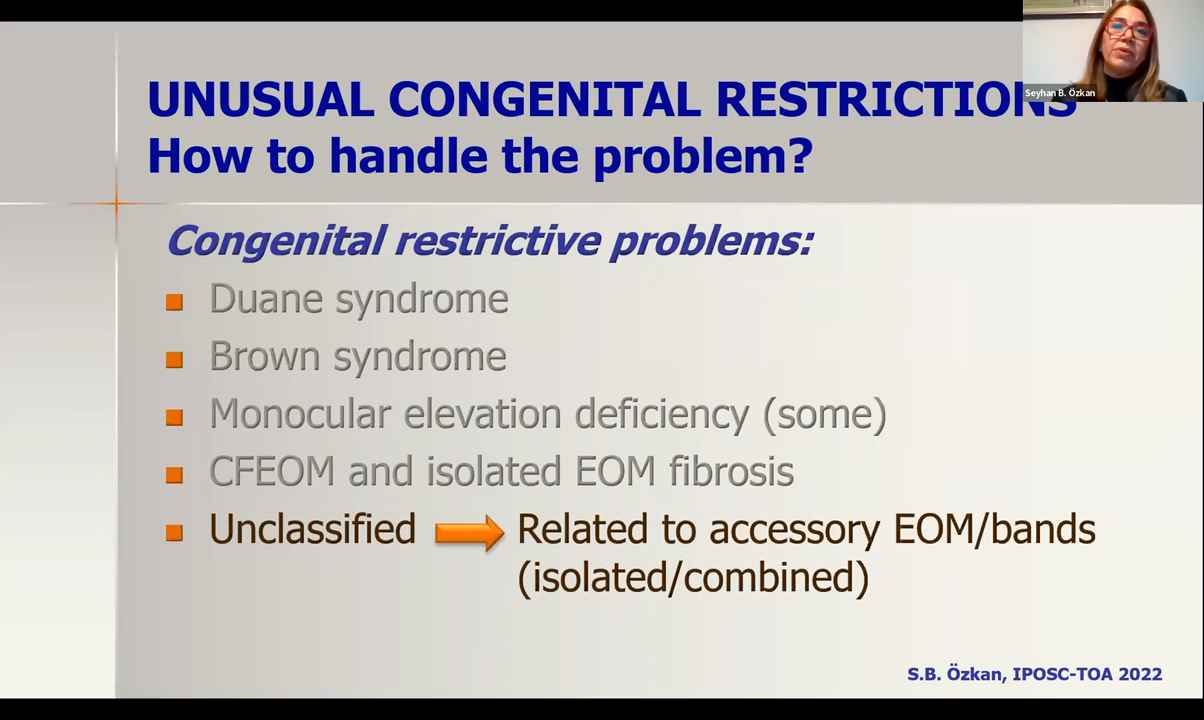 Seyhan B. Özkan
UNUSUAL CONGENITAL RESTRICTIONS
How to handle the problem?
Congenital restrictive problems:
Duane syndrome
Brown syndrome
Monocular elevation deficiency (some)
CFEOM and isolated EOM fibrosis
Unclassified Related to accessory EOM/bands
(isolated/combined)
S.B. Özkan, IPOSC-TOA 2022